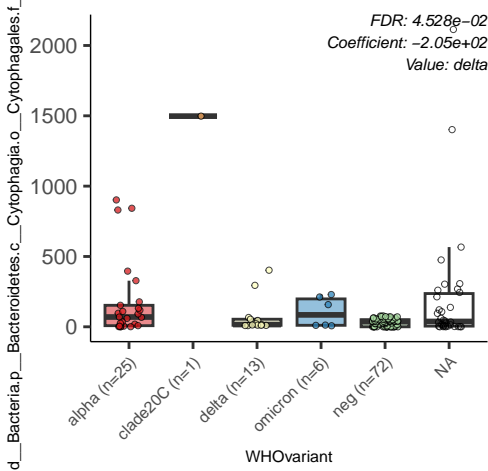 d__Bacteria.p__Bacteroidetes.c__Cytophagia.o__Cytophagales.f_
FDR: 4.528e−02
Coefficient: −2.05e+02
Value: delta
2000
1500
1000
500
0
alpha (n=25)
clade20C (n=1)
delta (n=13)
omicron (n=6)
neg (n=72)
NA
WHOvariant